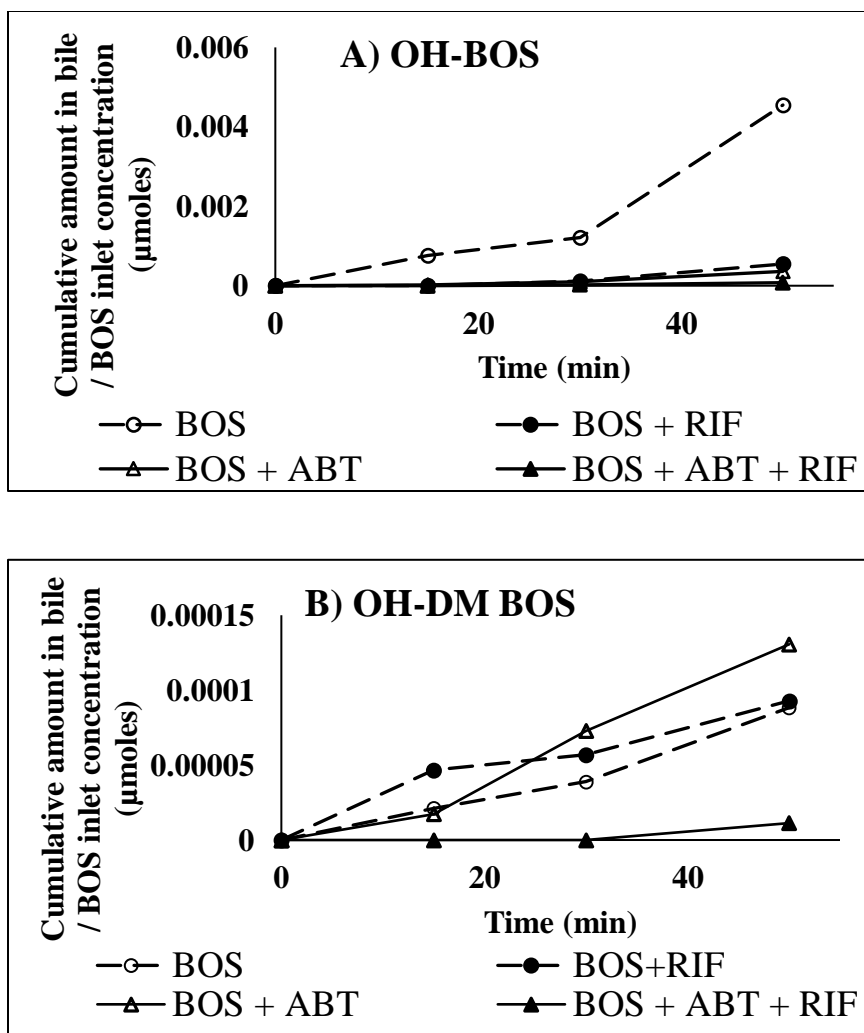 A) OH-BOS
Cumulative amount in bile
/ BOS inlet concentration
(µmoles)
0.006
0.004
0.002
0
0 20 40
Time (min)
BOS BOS + RIF
BOS + ABT BOS + ABT + RIF
B) OH-DM BOS
Cumulative amount in bile
/ BOS inlet concentration
(µmoles)
0.00015
0.0001
0.00005
0
0 20 40
Time (min)
BOS BOS+RIF
BOS + ABT BOS + ABT + RIF